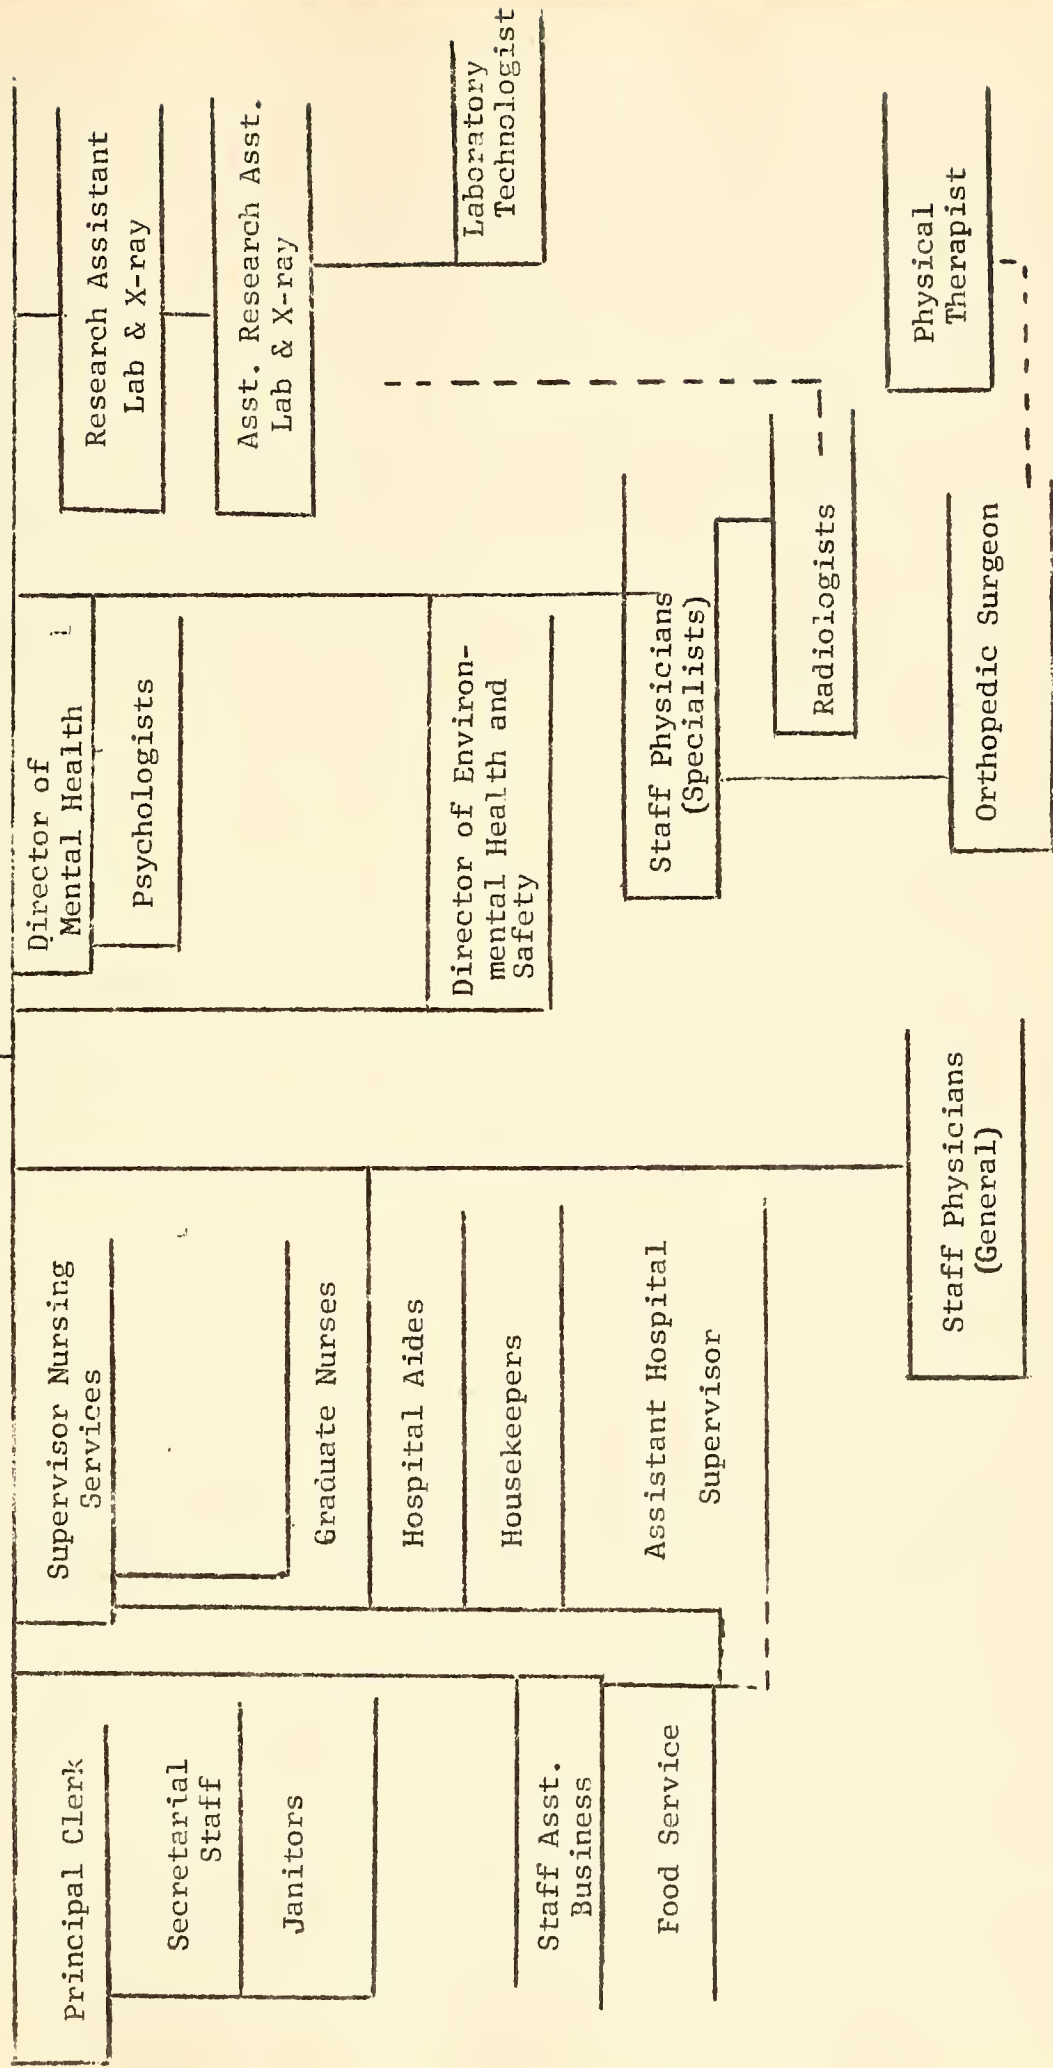 Principal Clerk
Secretarial
Staff
Janitors
Staff Asst.
Business
Food Service
Supervisor Nursing
Services
Graduate Nurses
Hospital Aides
Housekeepers
Assistant Hospital
Supervisor
Staff Physicians
(General)
Director of
Mental Health
Psychologists
Director of Environ-
mental Health and
Safety
Staff Physicians
(Specialists)
Radiologists
Orthopedic Surgeon
Research Assistant
Lab & X-ray
Asst. Research Asst.
Lab & X-ray
Laboratory
Technologist
Physical
Therapist